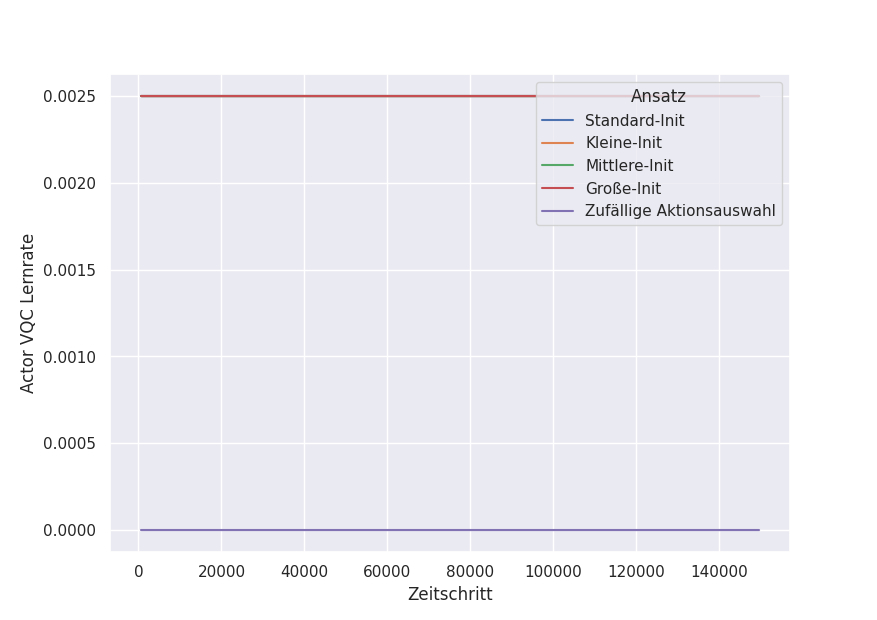 0.0025
0.0020
0.0015
0.0010
0.0005
0.0000
Actor VQC Lernrate
Ansatz
Standard-Init
Kleine-Init
Mittlere-Init
Große-Init
Zufällige Aktionsauswahl
0 20000 40000 60000 80000 100000 120000 140000
Zeitschritt